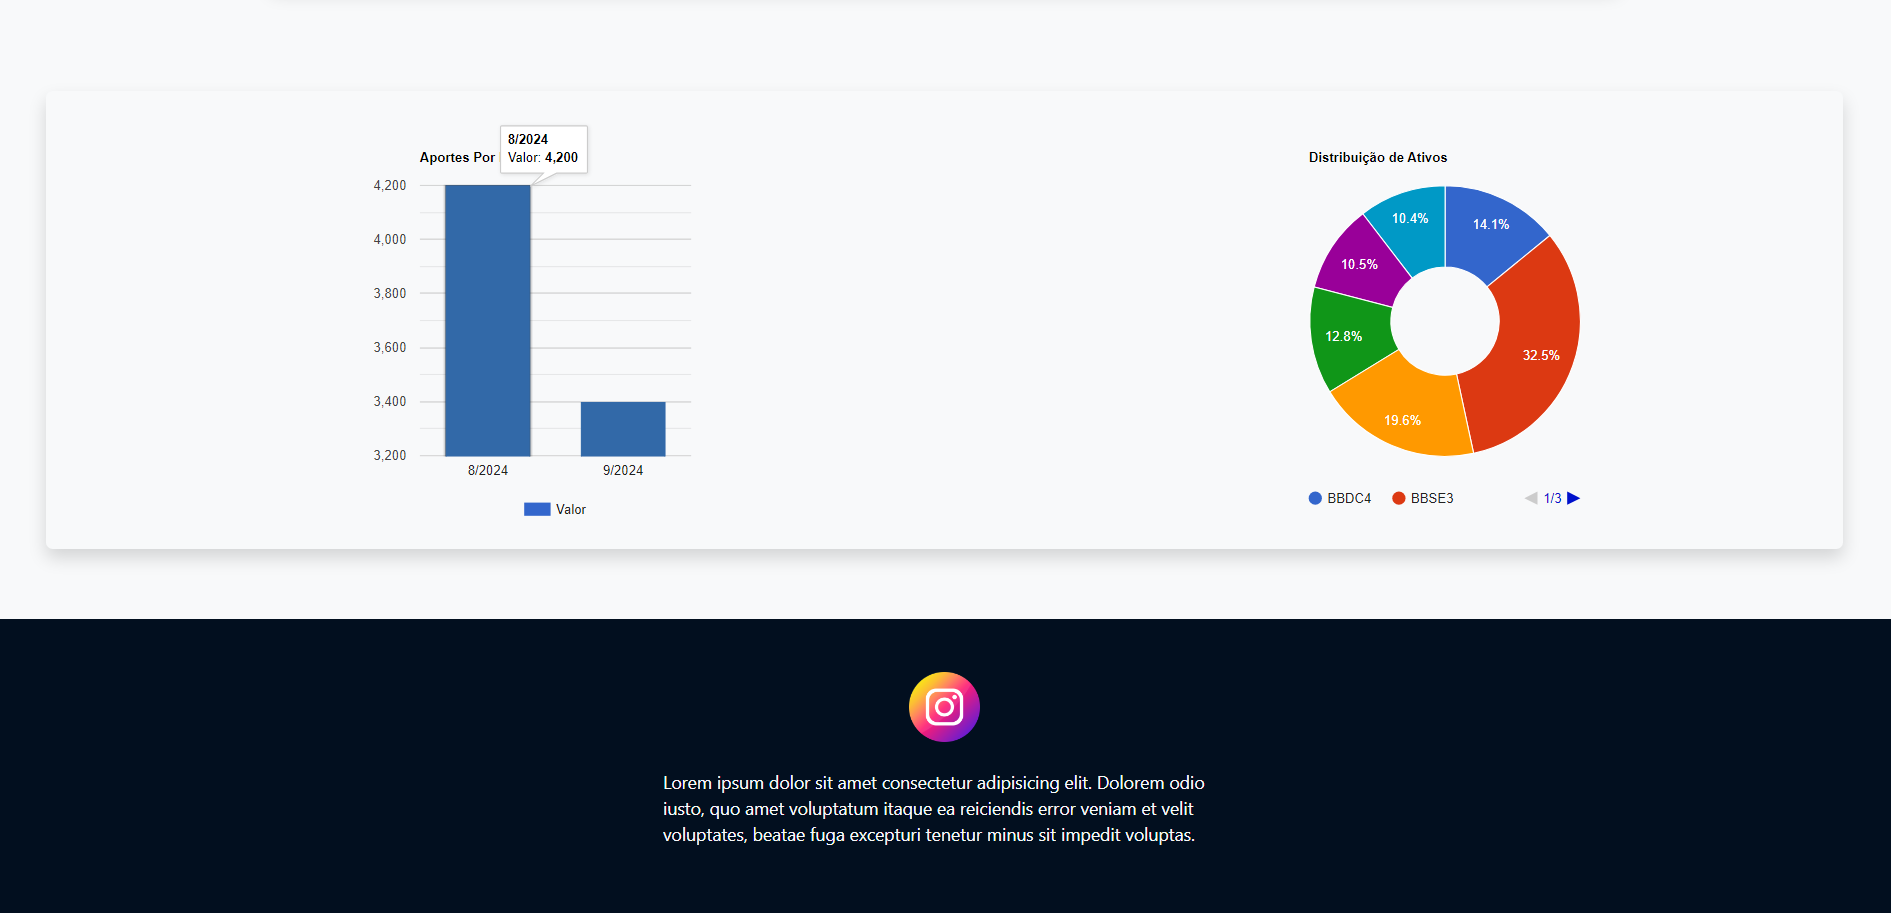 8/2024
Valor: 4,200
Aportes Por
4,200
4,000
3,800
3,600
3,400
3,200
8/2024
9/2024
Valor
Distribuição de Ativos
10.4%
14.1%
10.5%
12.8%
32.5%
19.6%
BBDC4
BBSE3
1/3
Lorem ipsum dolor sit amet consectetur adipisicing elit. Dolorem odio
iusto, quo amet voluptatum itaque ea reiciendis error veniam et velit
voluptates, beatae fuga excepturi tenetur minus sit impedit voluptas.